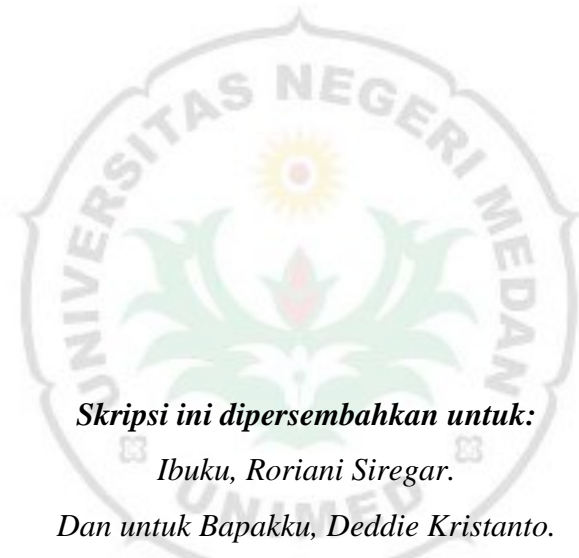 UNIVERSITAS NEGERI MEDAN
Skripsi ini dipersembahkan untuk:
Ibuku, Roriani Siregar.
UNIMED
Dan untuk Bapakku, Deddie Kristanto.